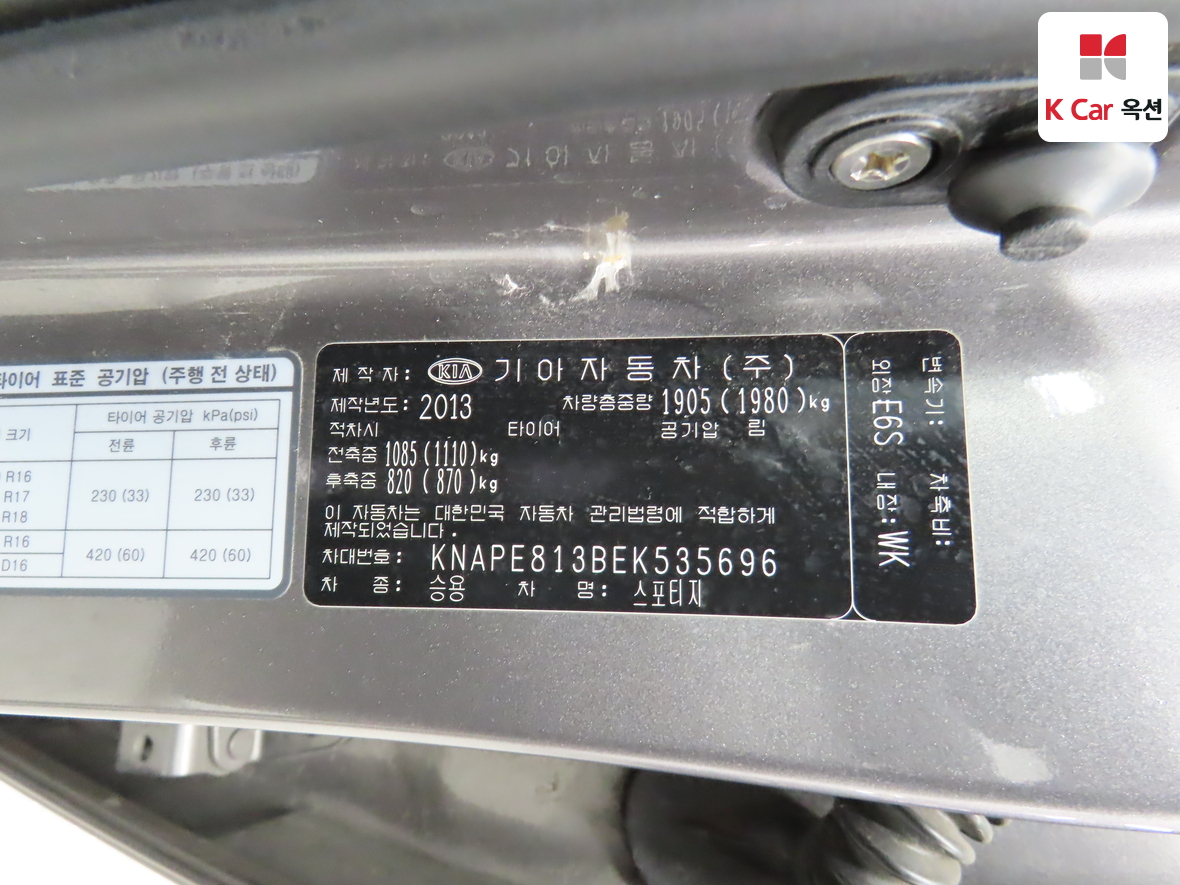 K Car 옥션
타이어 표준 공기압 (주행 전 상태)
크기
타이어 공기압 kPa(psi)
전륜 후륜
R16
R17
R18
230 (33) 230 (33)
R16
D16
420 (60) 420 (60)
제 작 자: KIA 기아자동차(주)
제작년도: 2013 차량총중량 1905 (1980)kg
적차시 타이어 공기압 림
전축중 1085(1110)kg
후축중 820 (870)kg
이 자동차는 대한민국 자동차 관리법령에 적합하게
제작되었습니다.
차대번호: KNAPE813BEK535696
차 종: 승용 차 명: 스포티지
변속기: 차축비:
외장:E6S 내장:WK